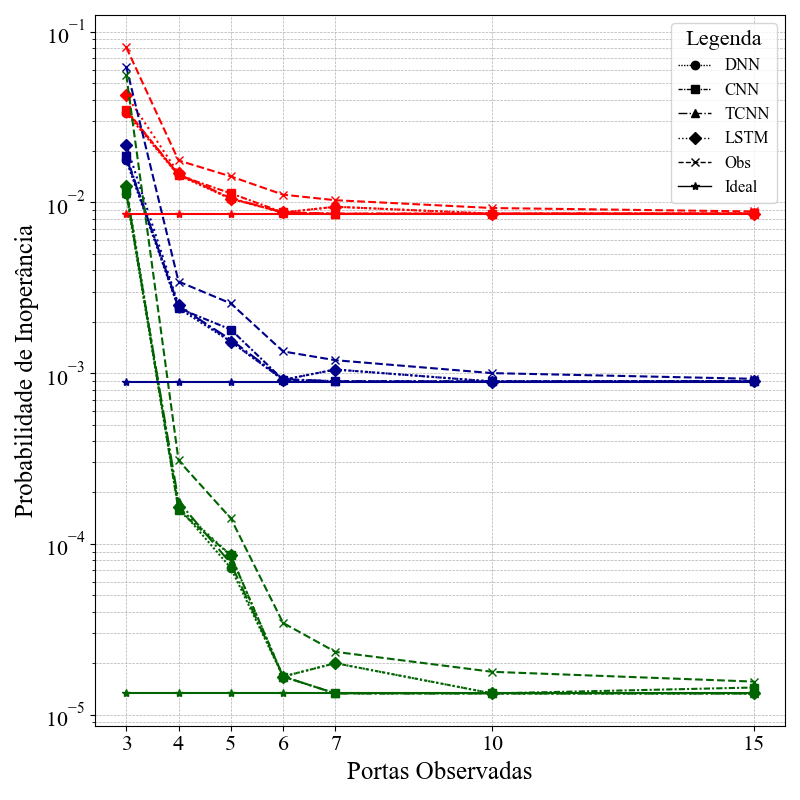 10⁻¹
10⁻²
10⁻³
10⁻⁴
10⁻⁵
Probabilidade de Inoperância
Legenda
DNN
CNN
TCNN
LSTM
Obs
Ideal
3 4 5 6 7 10 15
Portas Observadas